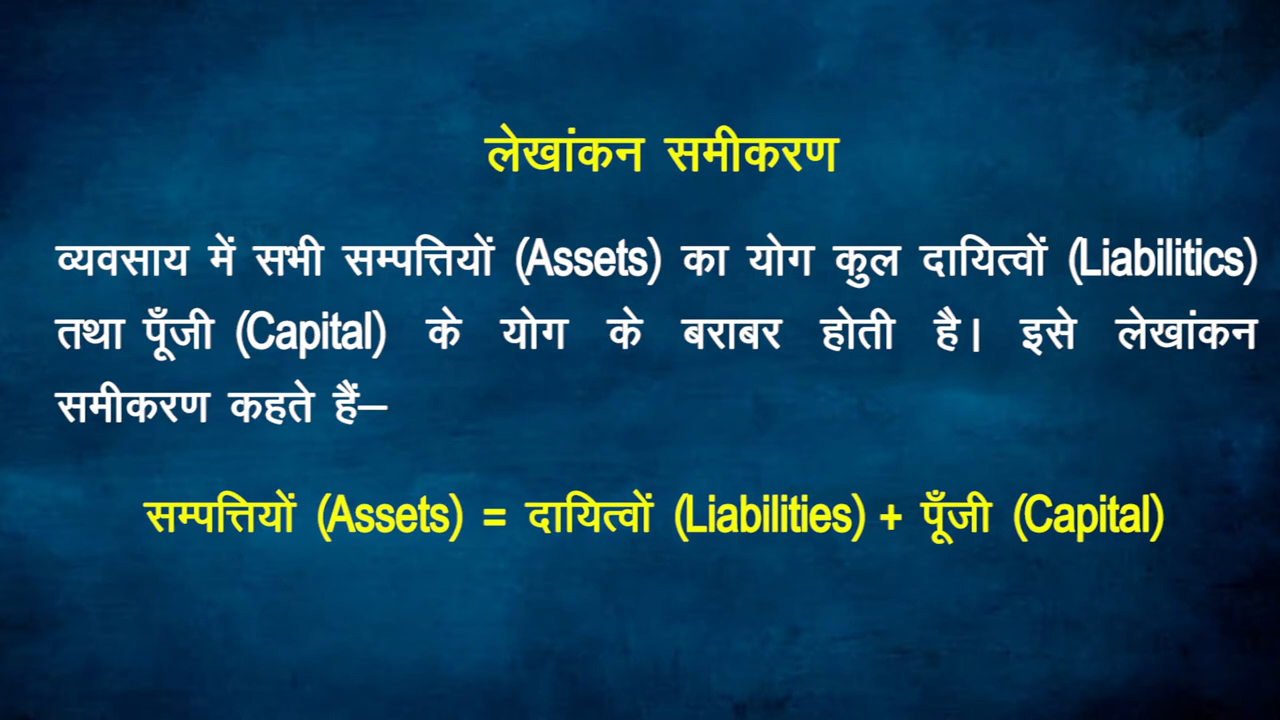 लेखांकन समीकरण
व्यवसाय में सभी सम्पत्तियों (Assets) का योग कुल दायित्वों (Liabilitics)
तथा पूँजी (Capital) के योग के बराबर होती है। इसे लेखांकन
समीकरण कहते हैं–
सम्पत्तियों (Assets) = दायित्वों (Liabilities) + पूँजी (Capital)